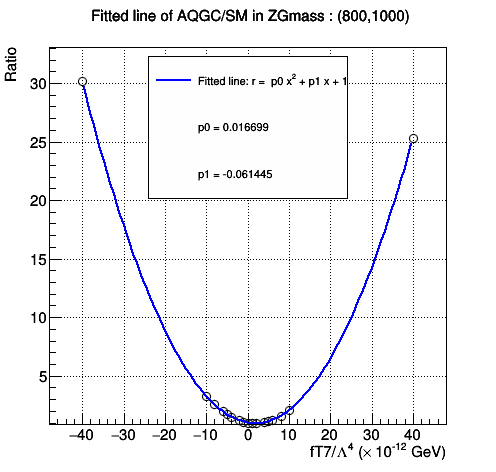 Fitted line of AQGC/SM in ZGmass : (800,1000)
Ratio
Fitted line: r = p0 x² + p1 x + 1
p0 = 0.016699
p1 = -0.061445
30
25
20
15
10
5
−40 −30 −20 −10 0 10 20 30 40
fT7/Λ⁴ (× 10⁻¹² GeV)